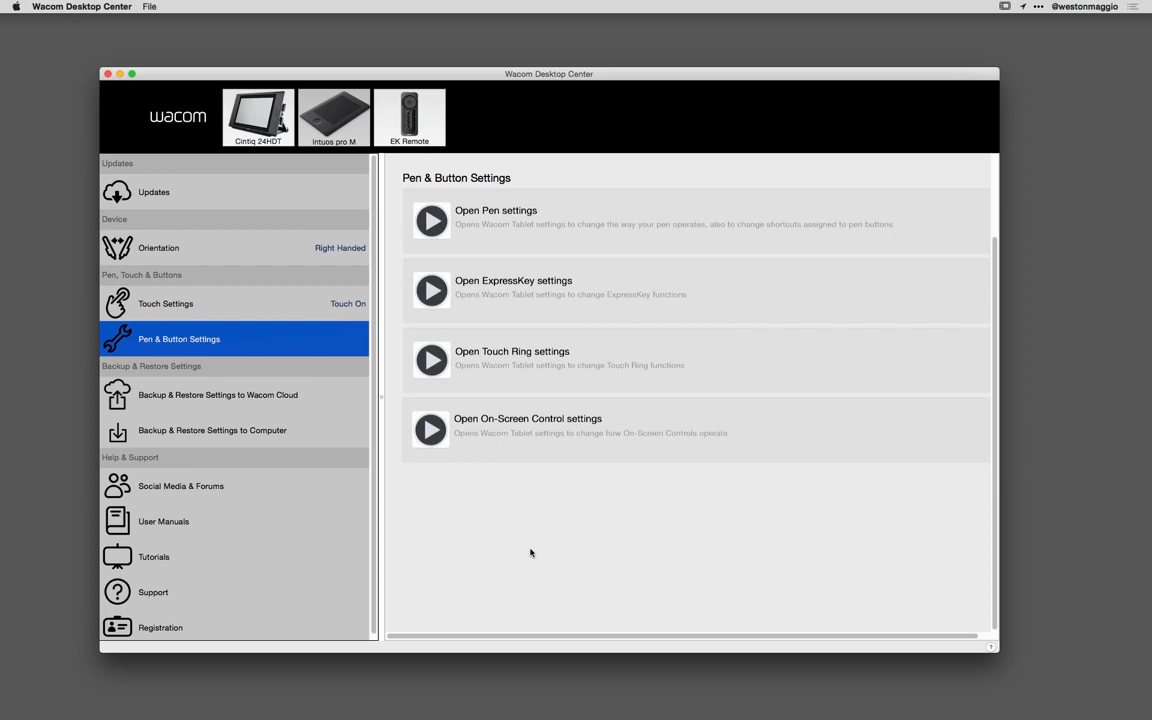 Wacom Desktop Center File @westonmaggio
Wacom Desktop Center
wacom
Cintiq 24HDT
Intuos pro M
EK Remote
Updates
Updates
Device
Orientation Right Handed
Pen, Touch & Buttons
Touch Settings Touch On
Pen & Button Settings
Backup & Restore Settings
Backup & Restore Settings to Wacom Cloud
Backup & Restore Settings to Computer
Help & Support
Social Media & Forums
User Manuals
Tutorials
Support
Registration
Pen & Button Settings
Open Pen settings
Opens Wacom Tablet settings to change the way your pen operates, also to change shortcuts assigned to pen buttons
Open ExpressKey settings
Opens Wacom Tablet settings to change ExpressKey functions
Open Touch Ring settings
Opens Wacom Tablet settings to change Touch Ring functions
Open On-Screen Control settings
Opens Wacom Tablet settings to change how On-Screen Controls operate
?